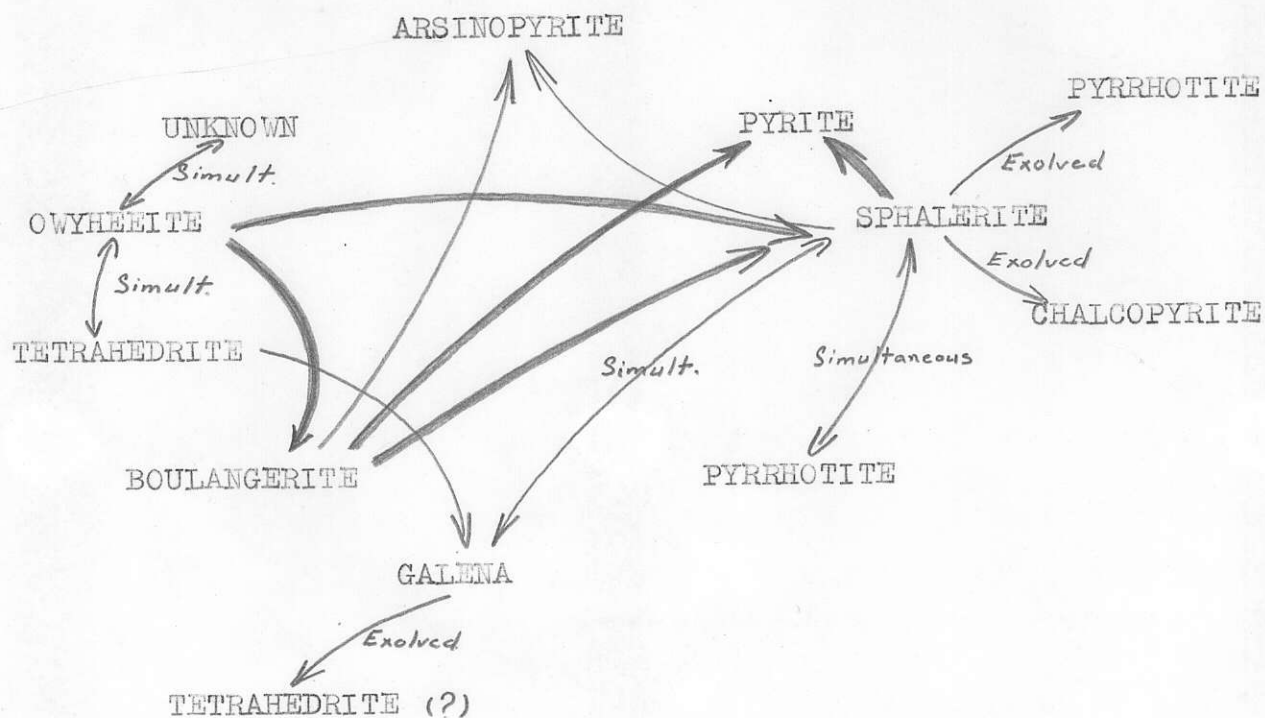 ARSINOPYRITE
PYRRHOTITE
UNKNOWN
PYRITE
Exolved
Simult.
OWYHEEITE
SPHALERITE
Exolved
Simult.
CHALCOPYRITE
TETRAHEDRITE
Simult.
Simultaneous
BOULANGERITE
PYRRHOTITE
GALENA
Exolved
TETRAHEDRITE (?)